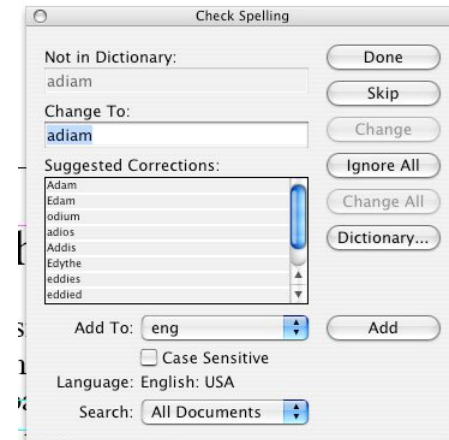 Check Spelling
Not in Dictionary:
adiam
Change To:
adiam
Suggested Corrections:
Adam
Edam
odium
adios
Addis
Edythe
eddies
eddied
Done
Skip
Change
Ignore All
Change All
Dictionary...
Add To: eng
Add
Case Sensitive
Language: English: USA
Search: All Documents